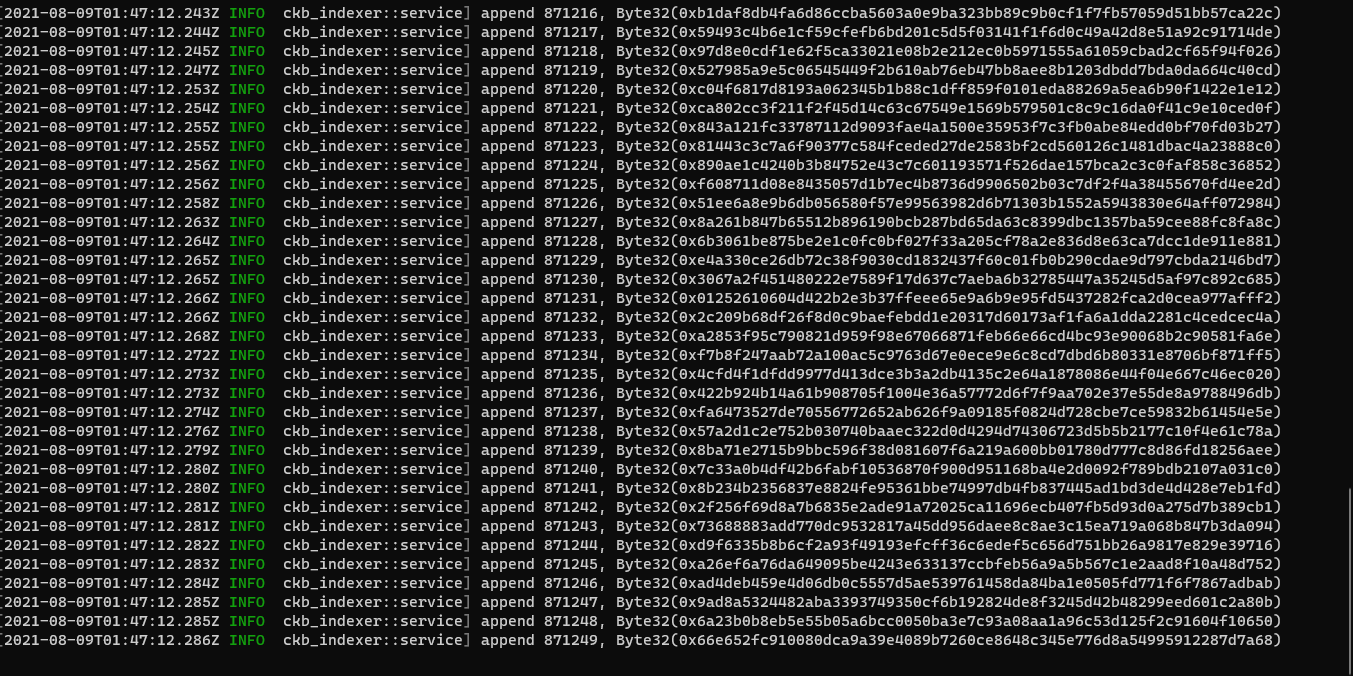 [2021-08-09T01:47:12.243Z INFO  ckb_indexer::service] append 871216, Byte32(0xb1daf8db4fa6d86ccba5603a0e9ba323bb89c9b0cf1f7fb57059d51bb57ca22c)
[2021-08-09T01:47:12.244Z INFO  ckb_indexer::service] append 871217, Byte32(0x59493c4b6e1cf59cfefb6bd201c5d5f03141f1f6d0c49a42d8e51a92c91714de)
[2021-08-09T01:47:12.245Z INFO  ckb_indexer::service] append 871218, Byte32(0x97d8e0cdf1e62f5ca33021e08b2e212ec0b5971555a61059cbad2cf65f94f026)
[2021-08-09T01:47:12.247Z INFO  ckb_indexer::service] append 871219, Byte32(0x527985a9e5c06545449f2b610ab76eb47bb8aee8b1203dbdd7bda0da664c40cd)
[2021-08-09T01:47:12.253Z INFO  ckb_indexer::service] append 871220, Byte32(0xc04f6817d8193a062345b1b88c1dff859f0101eda88269a5ea6b90f1422e1e12)
[2021-08-09T01:47:12.254Z INFO  ckb_indexer::service] append 871221, Byte32(0xca802cc3f211f2f45d14c63c67549e1569b579501c8c9c16da0f41c9e10ced0f)
[2021-08-09T01:47:12.255Z INFO  ckb_indexer::service] append 871222, Byte32(0x843a121fc33787112d9093fae4a1500e35953f7c3fb0abe84edd0bf70fd03b27)
[2021-08-09T01:47:12.255Z INFO  ckb_indexer::service] append 871223, Byte32(0x81443c3c7a6f90377c584fceded27de2583bf2cd560126c1481dbac4a23888c0)
[2021-08-09T01:47:12.256Z INFO  ckb_indexer::service] append 871224, Byte32(0x890ae1c4240b3b84752e43c7c601193571f526dae157bca2c3c0faf858c36852)
[2021-08-09T01:47:12.256Z INFO  ckb_indexer::service] append 871225, Byte32(0xf608711d08e8435057d1b7ec4b8736d9906502b03c7df2f4a38455670fd4ee2d)
[2021-08-09T01:47:12.258Z INFO  ckb_indexer::service] append 871226, Byte32(0x51ee6a8e9b6db056580f57e99563982d6b71303b1552a5943830e64aff072984)
[2021-08-09T01:47:12.263Z INFO  ckb_indexer::service] append 871227, Byte32(0x8a261b847b65512b896190bcb287bd65da63c8399dbc1357ba59cee88fc8fa8c)
[2021-08-09T01:47:12.264Z INFO  ckb_indexer::service] append 871228, Byte32(0x6b3061be875be2e1c0fc0bf027f33a205cf78a2e836d8e63ca7dcc1de911e881)
[2021-08-09T01:47:12.265Z INFO  ckb_indexer::service] append 871229, Byte32(0xe4a330ce26db72c38f9030cd1832437f60c01fb0b290cdae9d797cbda2146bd7)
[2021-08-09T01:47:12.265Z INFO  ckb_indexer::service] append 871230, Byte32(0x3067a2f451480222e7589f17d637c7aeba6b32785447a35245d5af97c892c685)
[2021-08-09T01:47:12.266Z INFO  ckb_indexer::service] append 871231, Byte32(0x01252610604d422b2e3b37ffeee65e9a6b9e95fd5437282fca2d0cea977afff2)
[2021-08-09T01:47:12.266Z INFO  ckb_indexer::service] append 871232, Byte32(0x2c209b68df26f8d0c9baefebdd1e20317d60173af1fa6a1dda2281c4cedcec4a)
[2021-08-09T01:47:12.268Z INFO  ckb_indexer::service] append 871233, Byte32(0xa2853f95c790821d959f98e67066871feb66e66cd4bc93e90068b2c90581fa6e)
[2021-08-09T01:47:12.272Z INFO  ckb_indexer::service] append 871234, Byte32(0xf7b8f247aab72a100ac5c9763d67e0ece9e6c8cd7dbd6b80331e8706bf871ff5)
[2021-08-09T01:47:12.273Z INFO  ckb_indexer::service] append 871235, Byte32(0x4cfd4f1dfdd9977d413dce3b3a2db4135c2e64a1878086e44f04e667c46ec020)
[2021-08-09T01:47:12.273Z INFO  ckb_indexer::service] append 871236, Byte32(0x422b924b14a61b908705f1004e36a57772d6f7f9aa702e37e55de8a9788496db)
[2021-08-09T01:47:12.274Z INFO  ckb_indexer::service] append 871237, Byte32(0xfa6473527de70556772652ab626f9a09185f0824d728cbe7ce59832b61454e5e)
[2021-08-09T01:47:12.276Z INFO  ckb_indexer::service] append 871238, Byte32(0x57a2d1c2e752b030740baaec322d0d4294d74306723d5b5b2177c10f4e61c78a)
[2021-08-09T01:47:12.279Z INFO  ckb_indexer::service] append 871239, Byte32(0x8ba71e2715b9bbc596f38d081607f6a219a600bb01780d777c8d86fd18256aee)
[2021-08-09T01:47:12.280Z INFO  ckb_indexer::service] append 871240, Byte32(0x7c33a0b4df42b6fabf10536870f900d951168ba4e2d0092f789bdb2107a031c0)
[2021-08-09T01:47:12.280Z INFO  ckb_indexer::service] append 871241, Byte32(0x8b234b2356837e8824fe95361bbe74997db4fb837445ad1bd3de4d428e7eb1fd)
[2021-08-09T01:47:12.281Z INFO  ckb_indexer::service] append 871242, Byte32(0x2f256f69d8a7b6835e2ade91a72025ca11696ecb407fb5d93d0a275d7b389cb1)
[2021-08-09T01:47:12.281Z INFO  ckb_indexer::service] append 871243, Byte32(0x73688883add770dc9532817a45dd956daee8c8ae3c15ea719a068b847b3da094)
[2021-08-09T01:47:12.282Z INFO  ckb_indexer::service] append 871244, Byte32(0xd9f6335b8b6cf2a93f49193efcff36c6edef5c656d751bb26a9817e829e39716)
[2021-08-09T01:47:12.283Z INFO  ckb_indexer::service] append 871245, Byte32(0xa26ef6a76da649095be4243e633137ccbfeb56a9a5b567c1e2aad8f10a48d752)
[2021-08-09T01:47:12.284Z INFO  ckb_indexer::service] append 871246, Byte32(0xad4deb459e4d06db0c5557d5ae539761458da84ba1e0505fd771f6f7867adbab)
[2021-08-09T01:47:12.285Z INFO  ckb_indexer::service] append 871247, Byte32(0x9ad8a5324482aba3393749350cf6b192824de8f3245d42b48299eed601c2a80b)
[2021-08-09T01:47:12.285Z INFO  ckb_indexer::service] append 871248, Byte32(0x6a23b0b8eb5e55b05a6bcc0050ba3e7c93a08aa1a96c53d125f2c91604f10650)
[2021-08-09T01:47:12.286Z INFO  ckb_indexer::service] append 871249, Byte32(0x66e652fc910080dca9a39e4089b7260ce8648c345e776d8a54995912287d7a68)